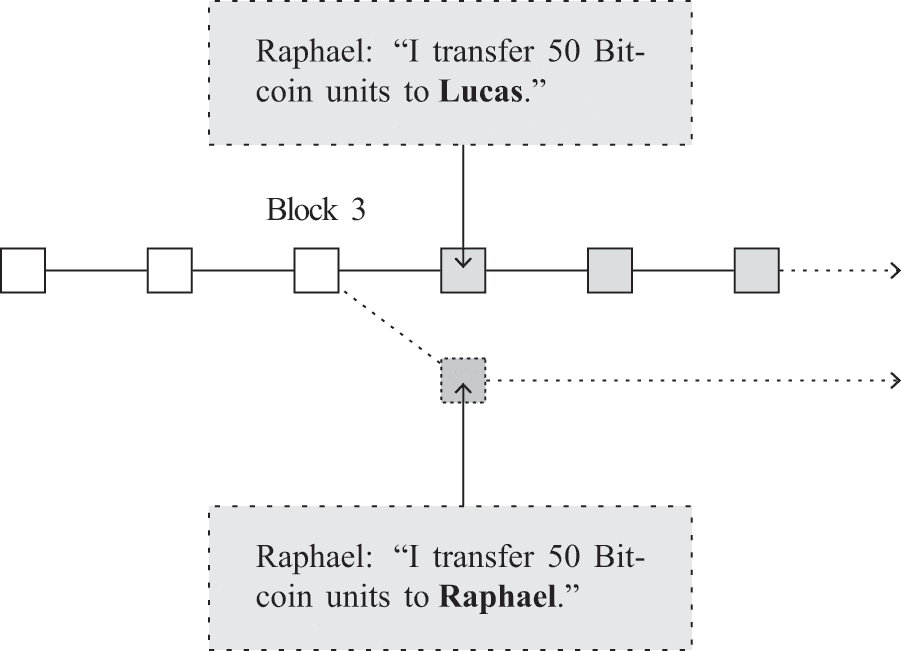 Raphael: “I transfer 50 Bit-
coin units to Lucas.”
Block 3
Raphael: “I transfer 50 Bit-
coin units to Raphael.”